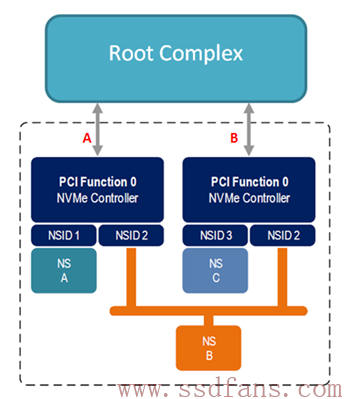 Root Complex
A
B
PCI Function 0
NVMe Controller
PCI Function 0
NVMe Controller
NSID 1
NSID 2
NSID 3
NSID 2
NS
A
NS
C
NS
B
www.ssdfans.com